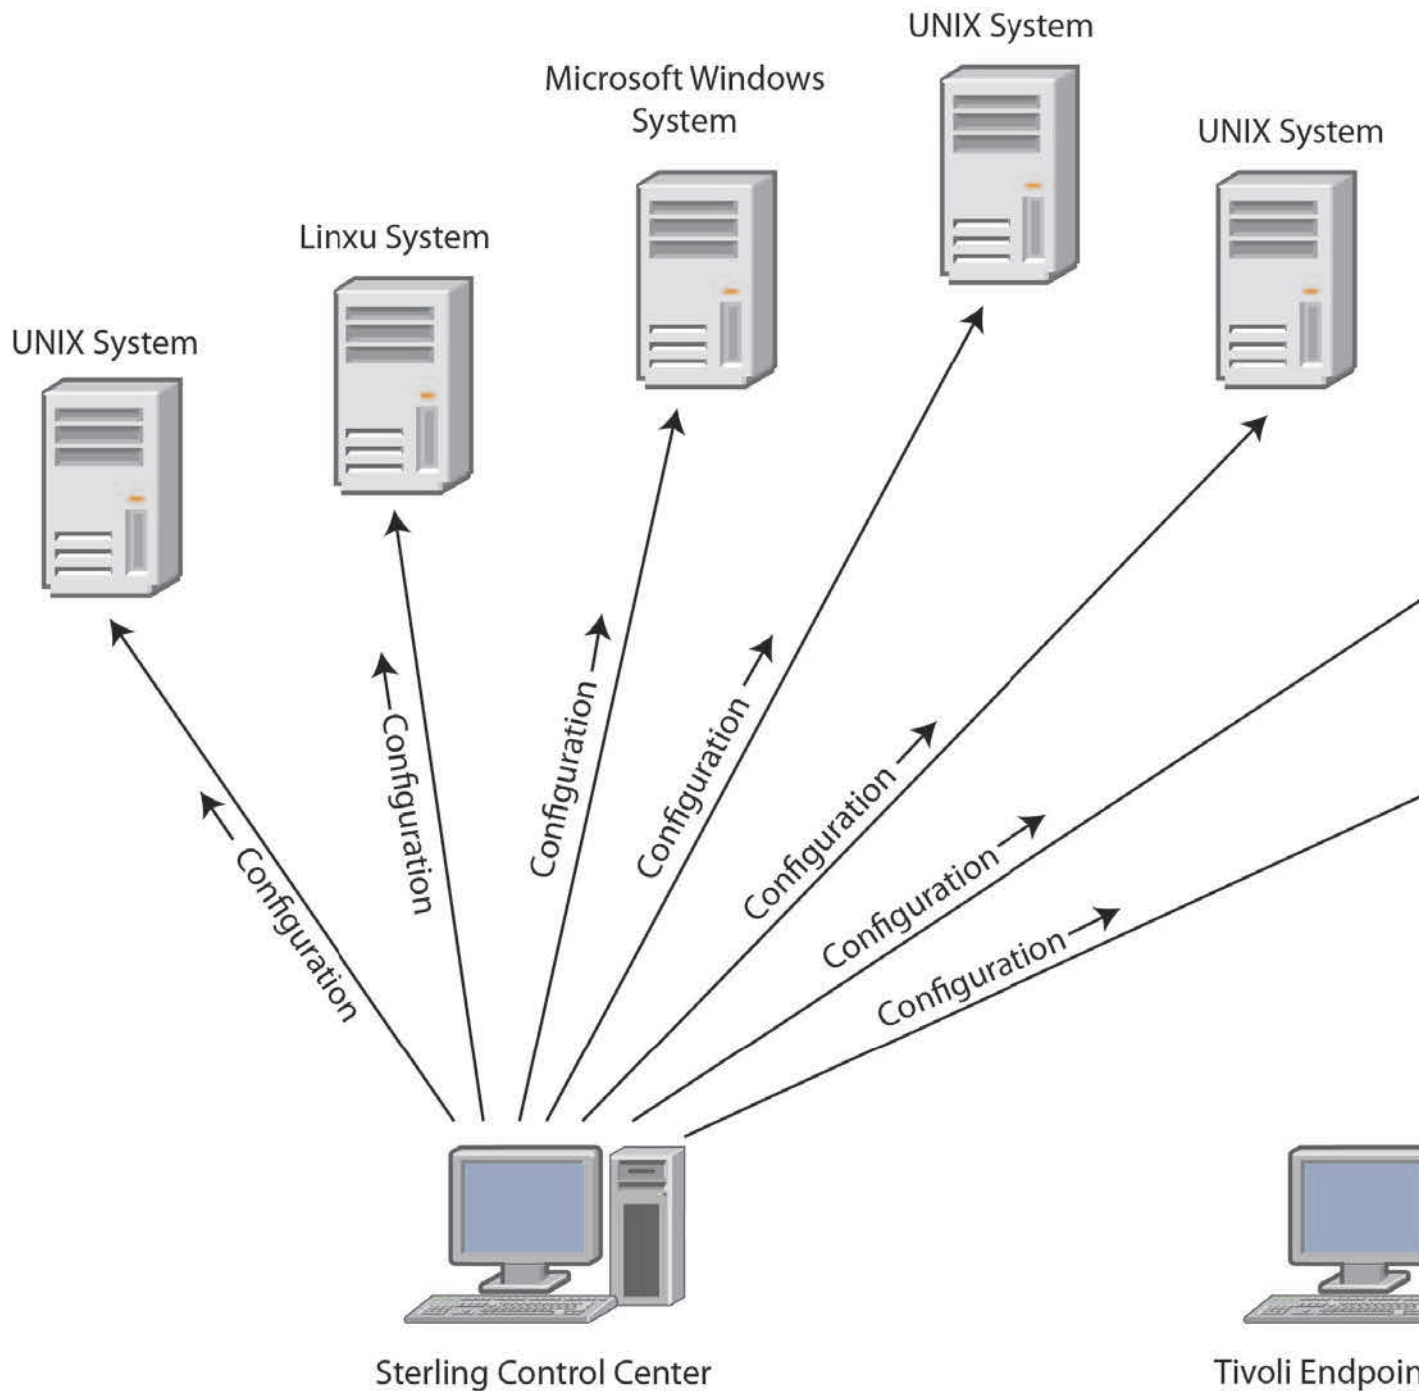 UNIX System
Microsoft Windows
System
UNIX System
Linxu System
UNIX System
Configuration
Configuration
Configuration
Configuration
Configuration
Configuration
Configuration
Sterling Control Center
Tivoli